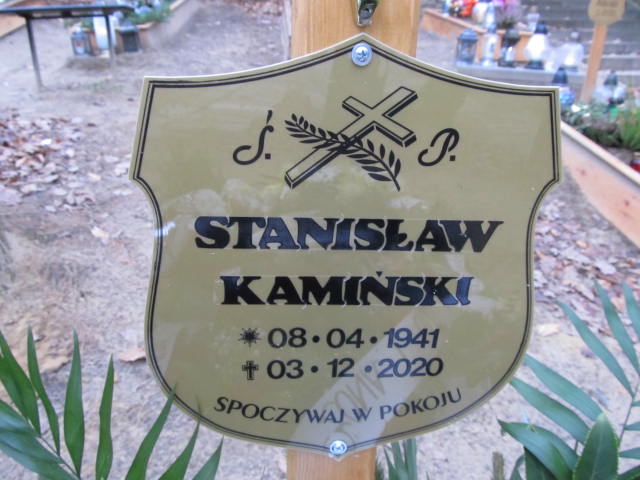 Ś. P.
STANISŁAW
KAMIŃSKI
08·04·1941
03·12·2020
SPOCZYWAJ W POKOJU